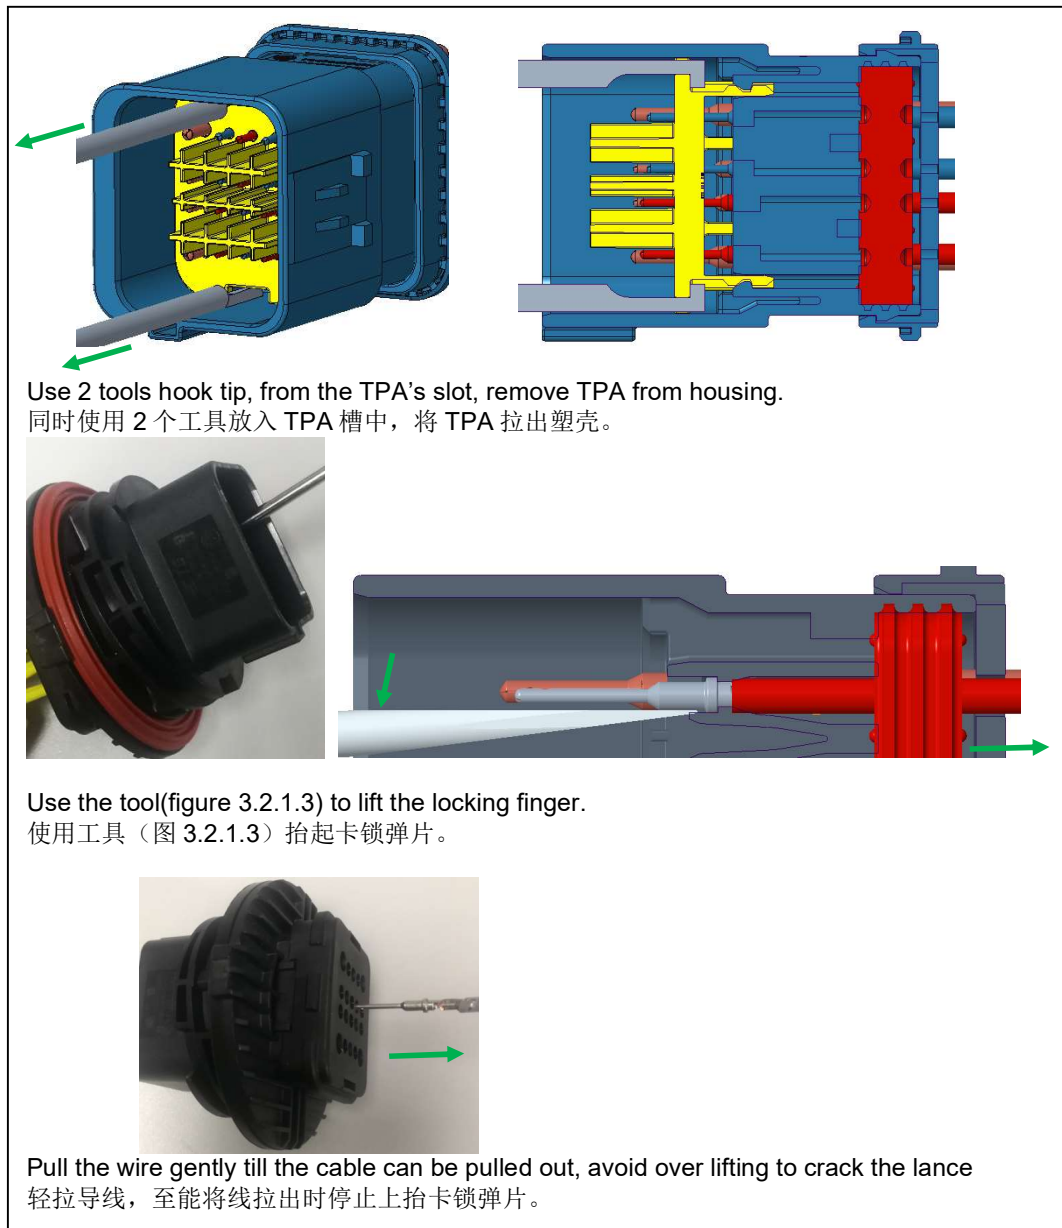 Use 2 tools hook tip, from the TPA’s slot, remove TPA from housing.
同时使用 2 个工具放入 TPA 槽中，将 TPA 拉出塑壳。
Use the tool(figure 3.2.1.3) to lift the locking finger.
使用工具（图 3.2.1.3）抬起卡锁弹片。
Pull the wire gently till the cable can be pulled out, avoid over lifting to crack the lance
轻拉导线，至能将线拉出时停止上抬卡锁弹片。